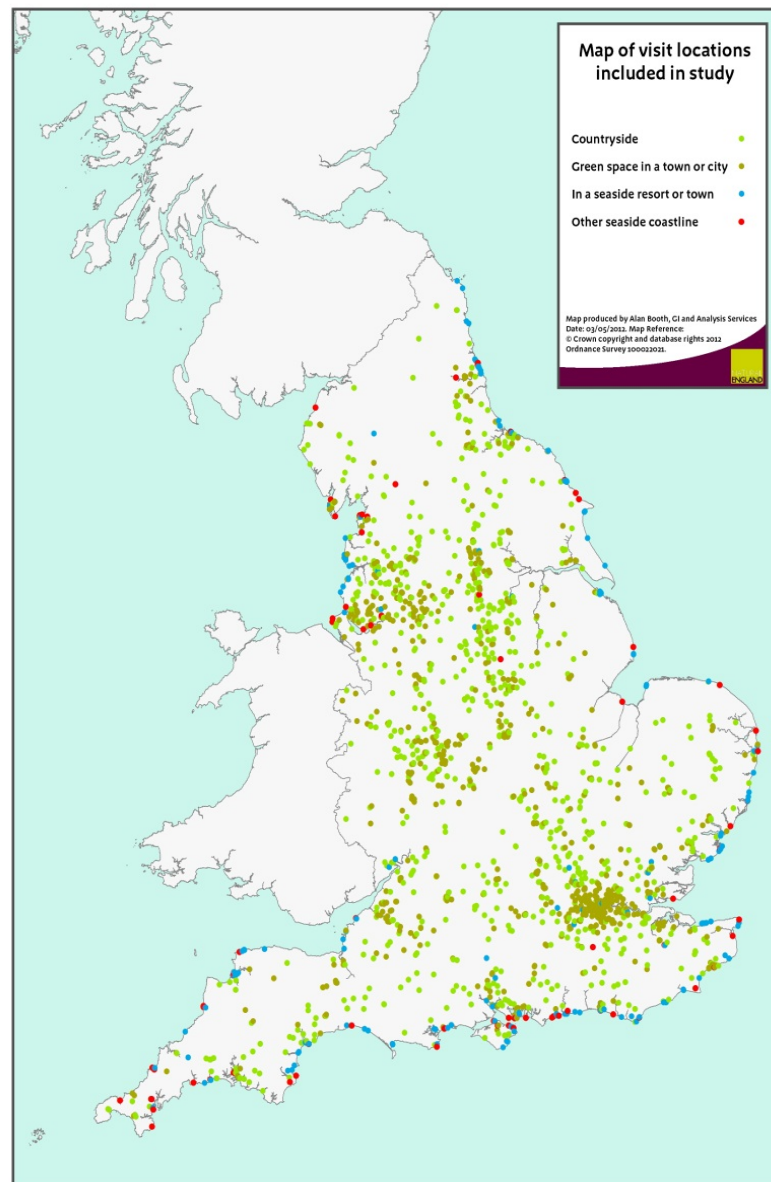 Map of visit locations
included in study
Countryside
Green space in a town or city
In a seaside resort or town
Other seaside coastline
Map produced by Alan Booth, GI and Analysis Services
Date: 03/05/2012. Map Reference:
© Crown copyright and database rights 2012
Ordnance Survey 100022021.
NATURAL
ENGLAND